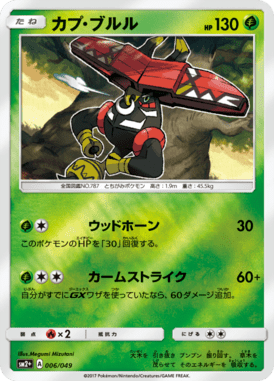 たね カプ・ブルル HP 130
全国図鑑NO.787 とちがみポケモン 高さ:1.9m 重さ:45.5kg
ウッドホーン 30
このポケモンのHPを「30」回復する。
カームストライク 60+
自分がすでにGXワザを使っていたなら、60ダメージ追加。
弱点 ×2 抵抗力 にげる
Illus.Megumi Mizutani
SM2+ A 006/049
©2017 Pokémon/Nintendo/Creatures/GAME FREAK.